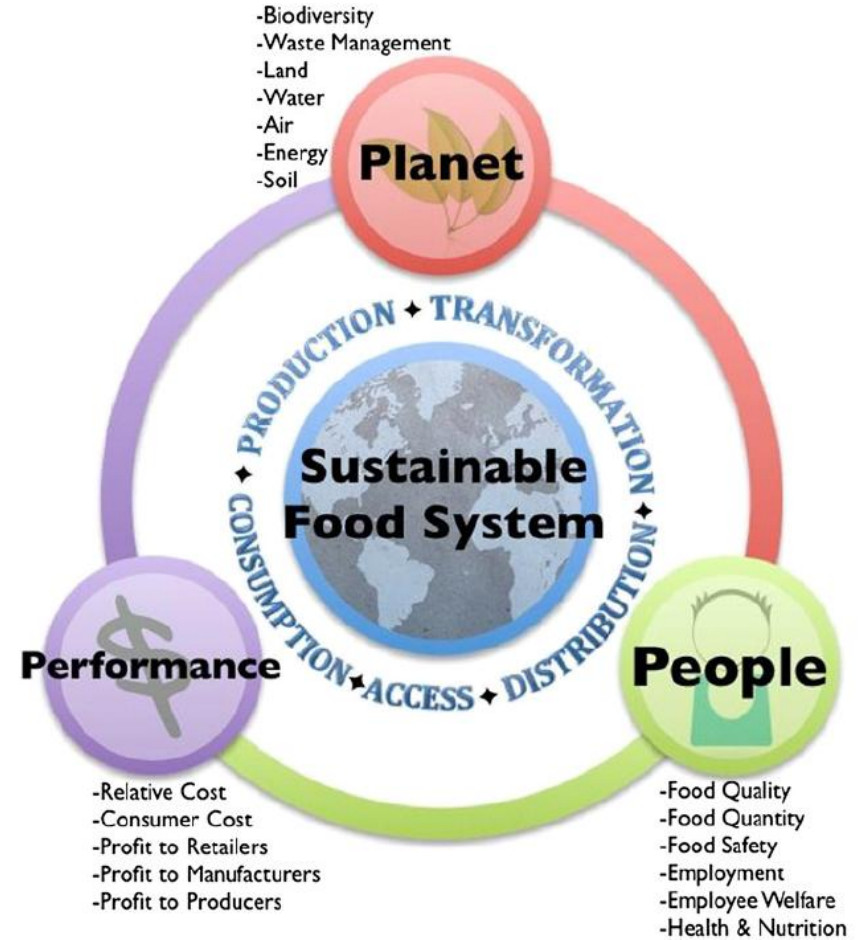 -Biodiversity
-Waste Management
-Land
-Water
-Air
-Energy
-Soil
Planet
PRODUCTION ✦ TRANSFORMATION ✦ DISTRIBUTION ✦ ACCESS ✦ CONSUMPTION ✦
Sustainable
Food System
Performance
-Relative Cost
-Consumer Cost
-Profit to Retailers
-Profit to Manufacturers
-Profit to Producers
People
-Food Quality
-Food Quantity
-Food Safety
-Employment
-Employee Welfare
-Health & Nutrition